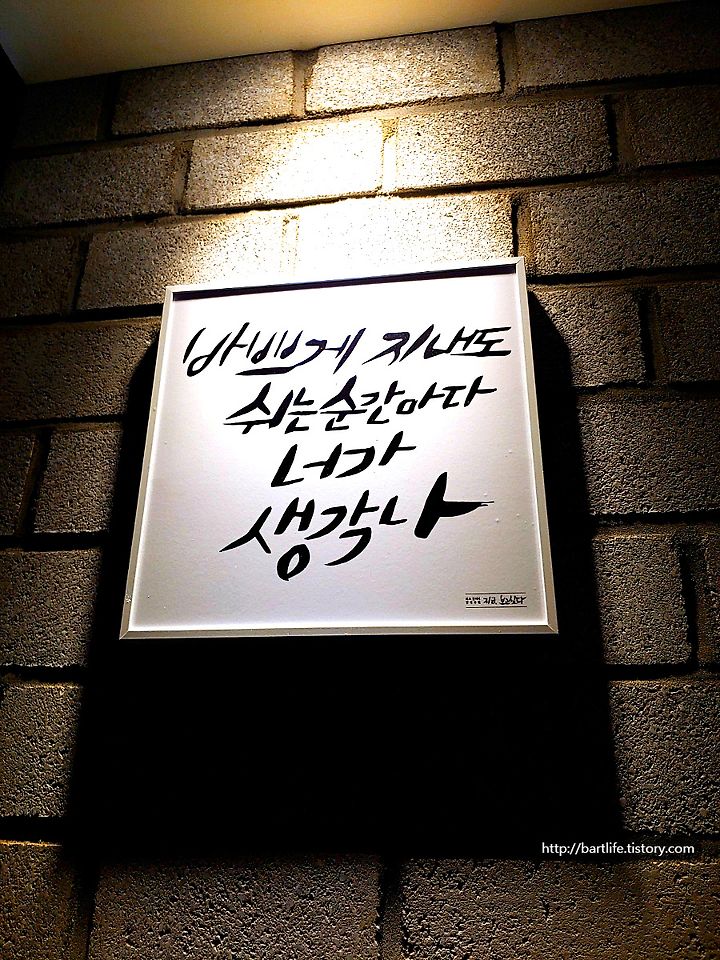 바쁘게 지내도
쉬는 순간마다
너가
생각나
http://bartlife.tistory.com